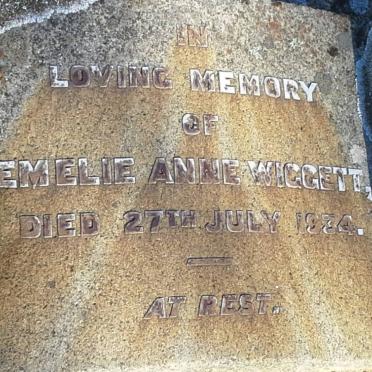 IN
LOVING MEMORY
OF
EMELIE ANNE WIGGETT,
DIED 27TH JULY 1934.
AT REST.